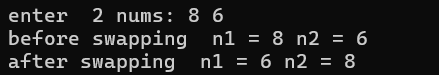 enter  2 nums: 8 6
before swapping  n1 = 8 n2 = 6
after swapping  n1 = 6 n2 = 8